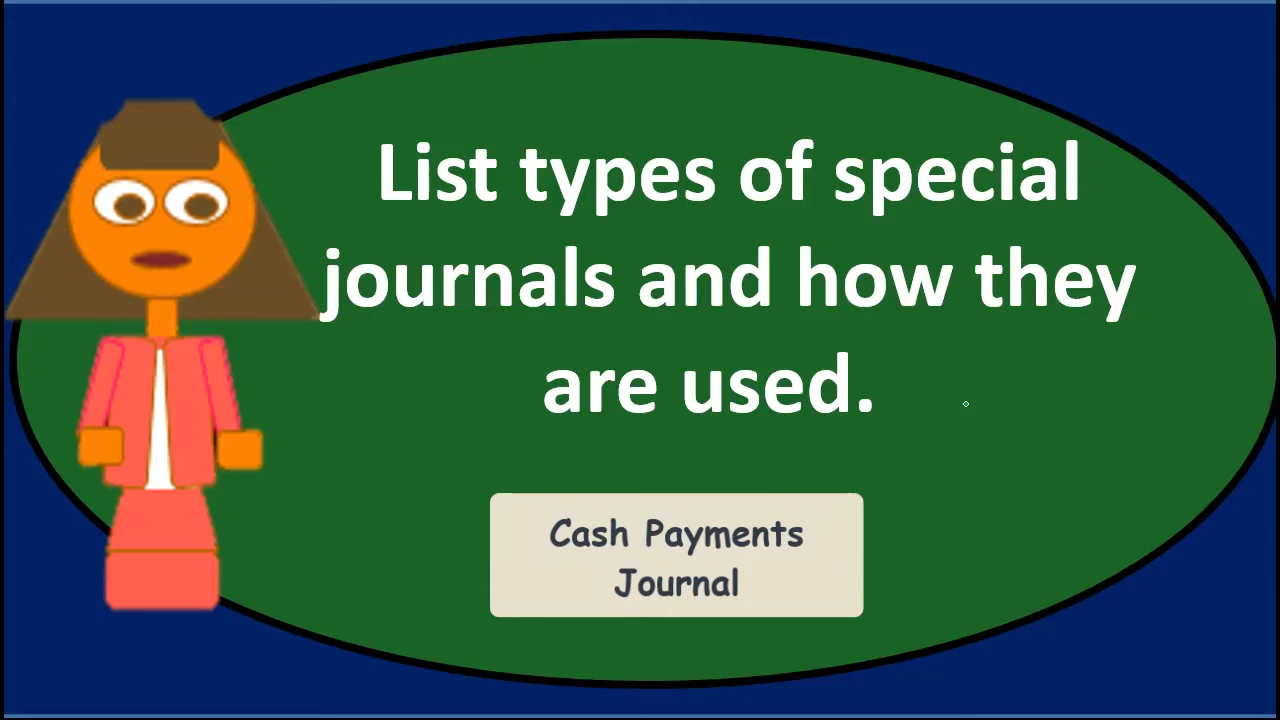 List types of special
journals and how they
are used.
Cash Payments
Journal